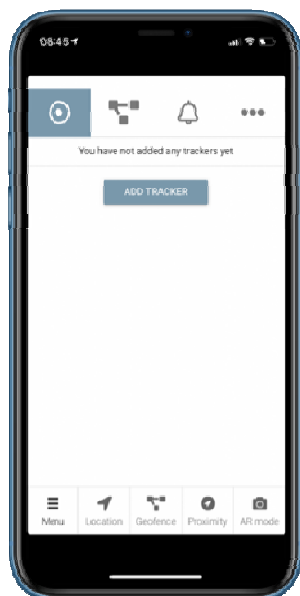 08:45
You have not added any trackers yet
ADD TRACKER
Menu
Location
Geofence
Proximity
AR mode